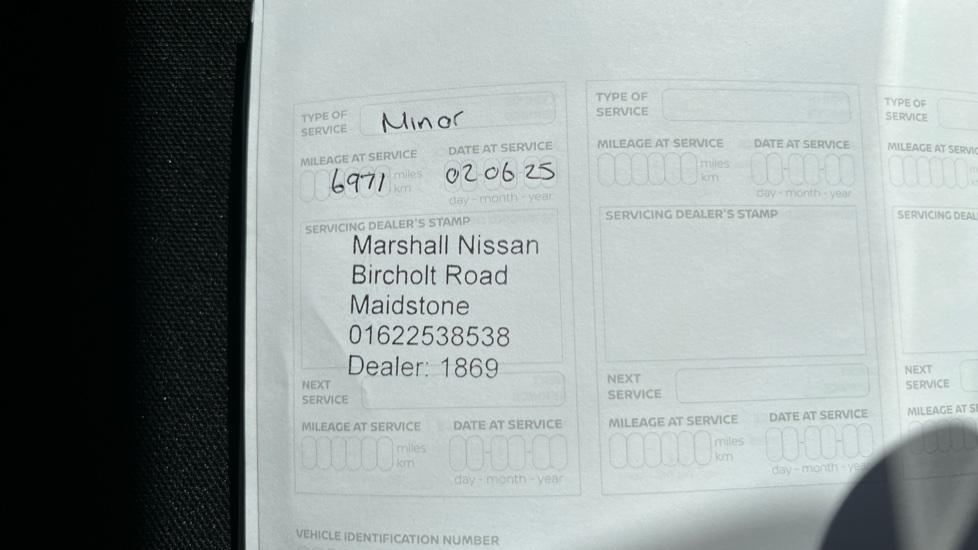 TYPE OF
SERVICE
Minor
MILEAGE AT SERVICE
DATE AT SERVICE
6971
miles
km
02 06 25
day - month - year
SERVICING DEALER'S STAMP
Marshall Nissan
Bircholt Road
Maidstone
01622538538
Dealer: 1869
NEXT
SERVICE
MILEAGE AT SERVICE
DATE AT SERVICE
miles
km
day - month - year
TYPE OF
SERVICE
MILEAGE AT SERVICE
DATE AT SERVICE
miles
km
day - month - year
SERVICING DEALER'S STAMP
NEXT
SERVICE
MILEAGE AT SERVICE
DATE AT SERVICE
miles
km
day - month - year
TYPE OF
SERVICE
MILEAGE AT SERVIC
SERVICING DEAL
NEXT
SERVICE
MILEAGE AT SE
VEHICLE IDENTIFICATION NUMBER